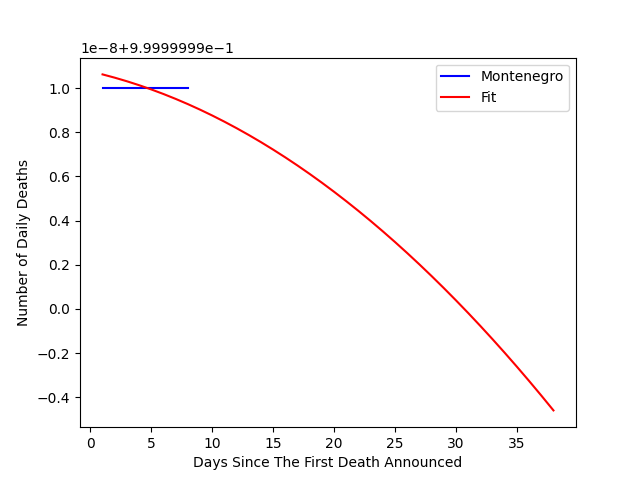 1e−8+9.9999999e−1
Montenegro
Fit
1.0
0.8
0.6
0.4
0.2
0.0
−0.2
−0.4
Number of Daily Deaths
0 5 10 15 20 25 30 35
Days Since The First Death Announced